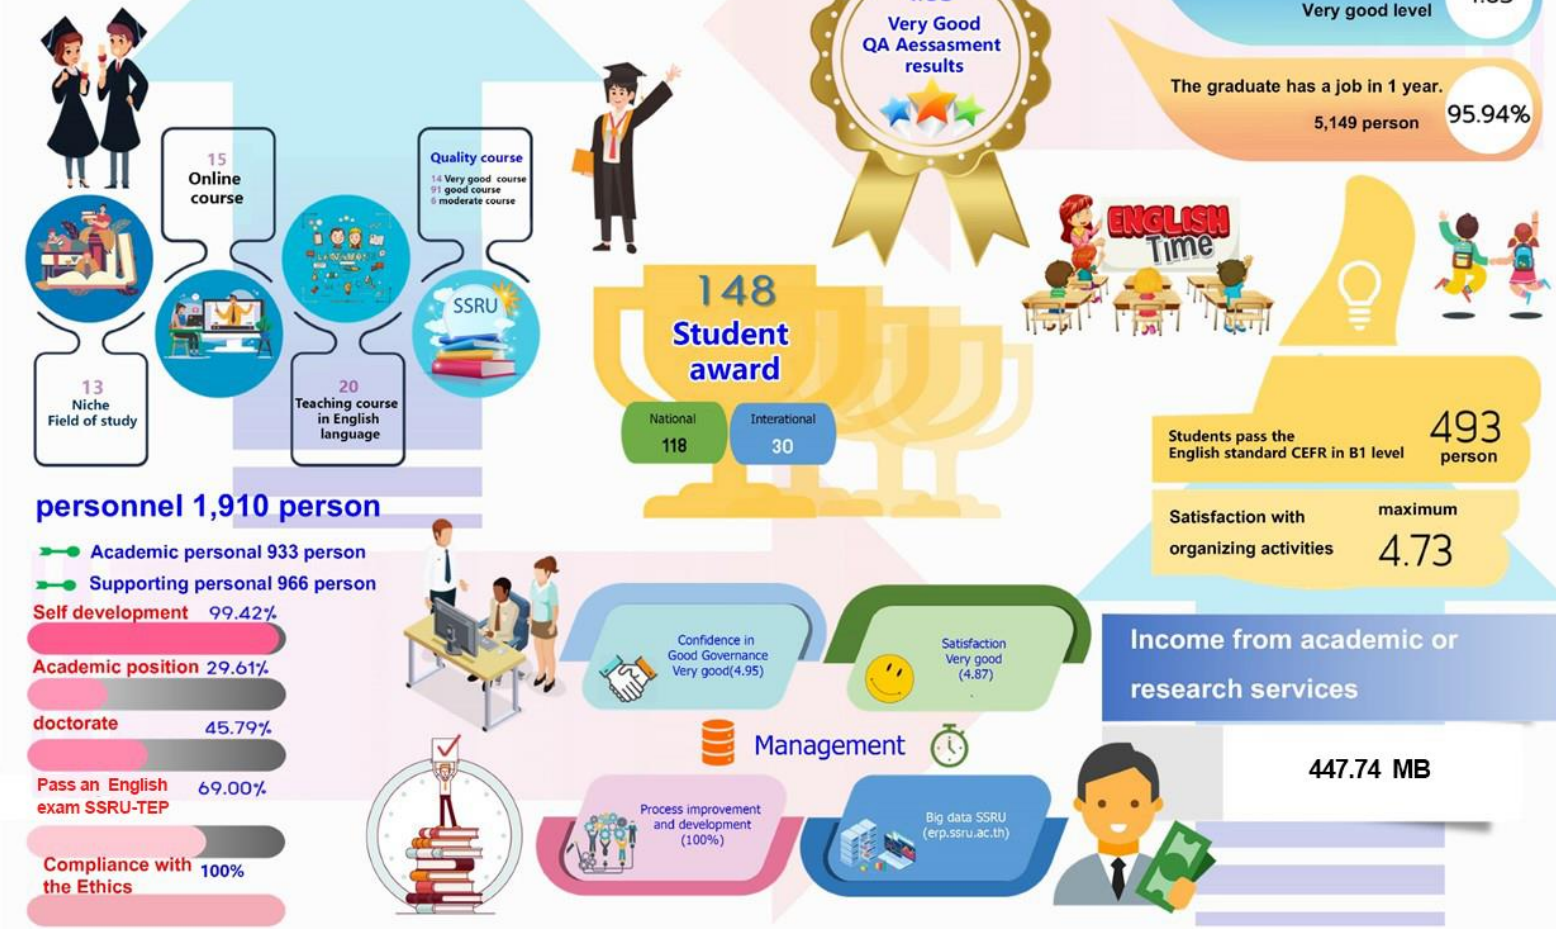 15
Online
course
Quality course
14 Very good course
91 good course
6 moderate course
SSRU
13
Niche
Field of study
20
Teaching course
in English
language
Very Good
QA Aessasment
results
Very good level
The graduate has a job in 1 year.
5,149 person
95.94%
ENGLISH
Time
148
Student
award
National
118
Interational
30
Students pass the
English standard CEFR in B1 level
493
person
Satisfaction with
organizing activities
maximum
4.73
personnel 1,910 person
Academic personal 933 person
Supporting personal 966 person
Self development 99.42%
Academic position 29.61%
doctorate 45.79%
Pass an English
exam SSRU-TEP
69.00%
Compliance with
the Ethics
100%
Confidence in
Good Governance
Very good(4.95)
Satisfaction
Very good
(4.87)
Management
Process improvement
and development
(100%)
Big data SSRU
(erp.ssru.ac.th)
Income from academic or
research services
447.74 MB